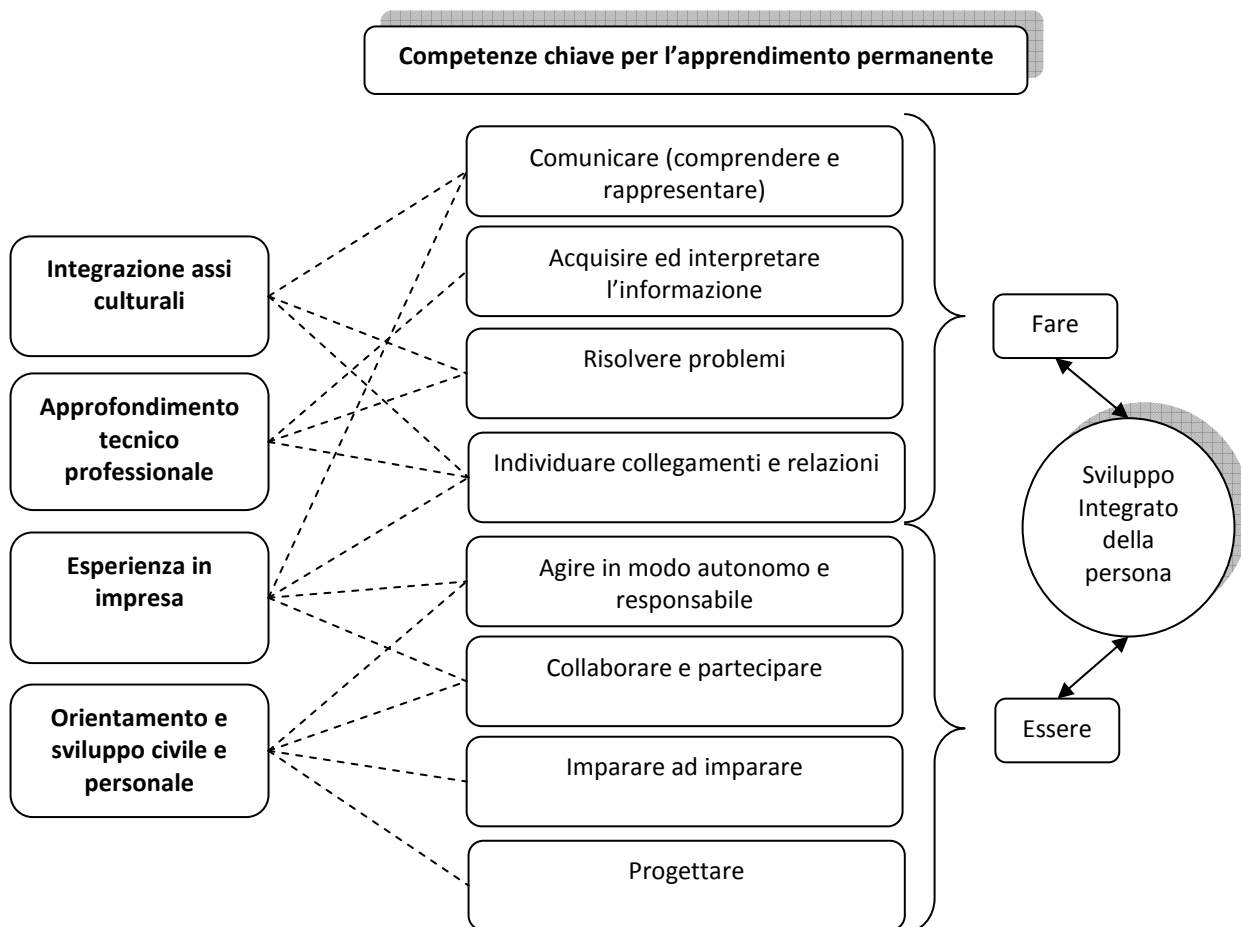 Competenze chiave per l’apprendimento permanente
Integrazione assi
culturali
Approfondimento
tecnico
professionale
Esperienza in
impresa
Orientamento e
sviluppo civile e
personale
Comunicare (comprendere e
rappresentare)
Acquisire ed interpretare
l’informazione
Risolvere problemi
Individuare collegamenti e relazioni
Agire in modo autonomo e
responsabile
Collaborare e partecipare
Imparare ad imparare
Progettare
Fare
Sviluppo
Integrato
della
persona
Essere